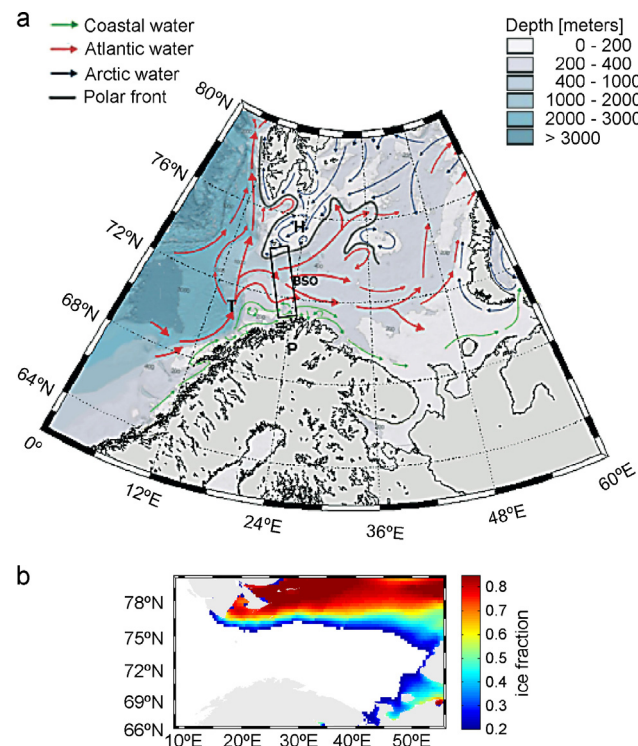 a
Coastal water
Atlantic water
Arctic water
Polar front
Depth [meters]
0 - 200
200 - 400
400 - 1000
1000 - 2000
2000 - 3000
> 3000
80ºN
76ºN
72ºN
68ºN
64ºN
H
BSO
T
P
0º
12ºE
24ºE
36ºE
48ºE
60ºE
b
78ºN
75ºN
72ºN
69ºN
66ºN
10ºE
20ºE
30ºE
40ºE
50ºE
0.8
0.7
0.6
0.5
0.4
0.3
0.2
ice fraction